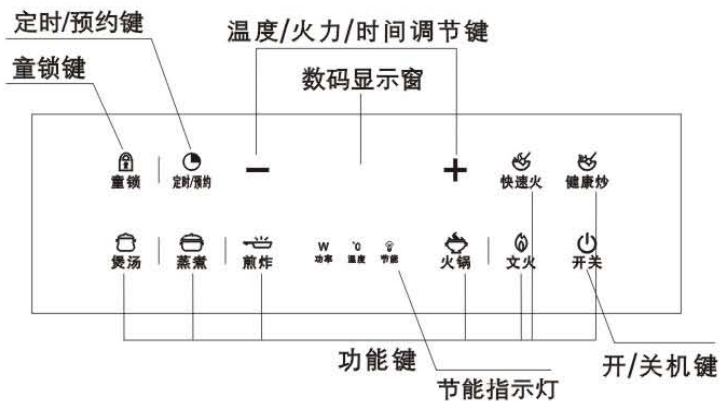 定时/预约键
温度/火力/时间调节键
童锁键
数码显示窗
童锁
定时/预约
−
+
快速火
健康炒
煲汤
蒸煮
煎炸
W
功率
℃
温度
节能
火锅
文火
开关
功能键
节能指示灯
开/关机键